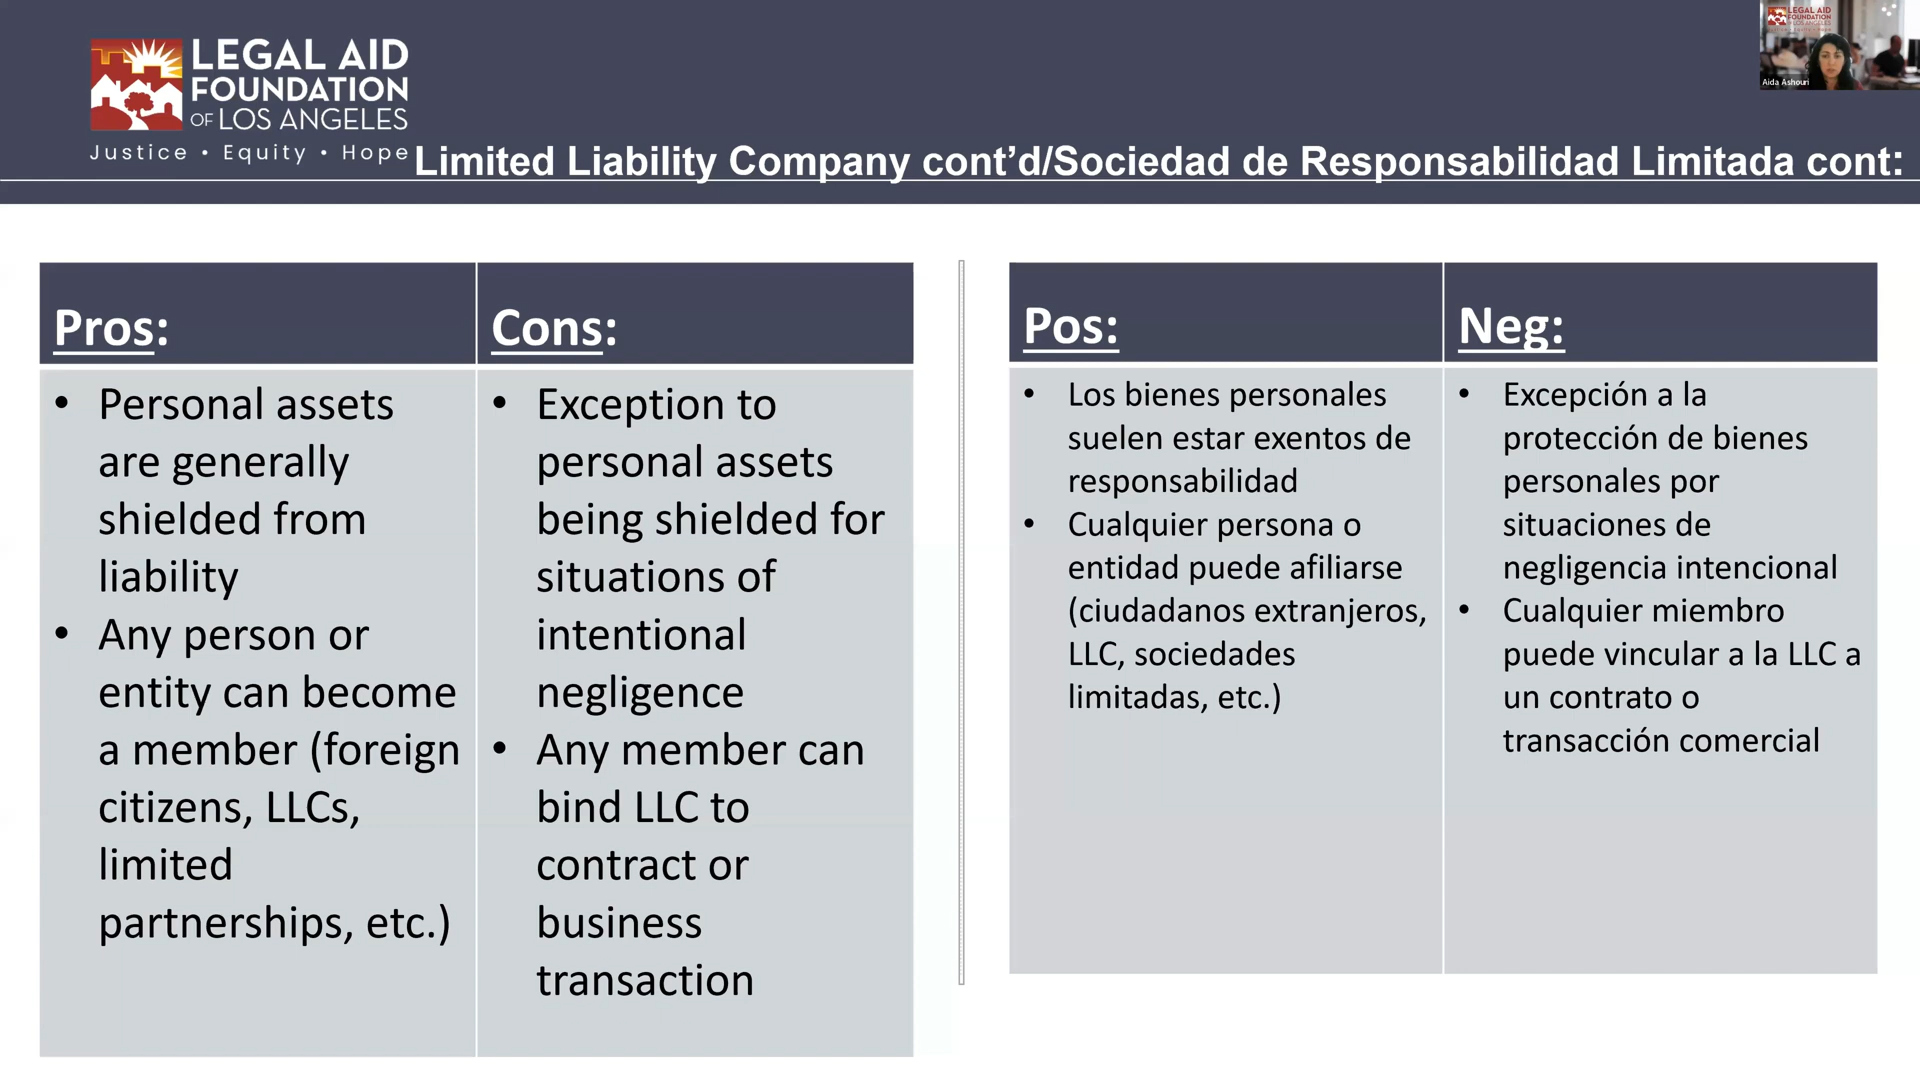 LEGAL AID
FOUNDATION
OF LOS ANGELES
Justice • Equity • Hope
Limited Liability Company cont’d/Sociedad de Responsabilidad Limitada cont:
LEGAL AID
FOUNDATION
Aida Ashouri
Pros:
• Personal assets
are generally
shielded from
liability
• Any person or
entity can become
a member (foreign
citizens, LLCs,
limited
partnerships, etc.)
Cons:
• Exception to
personal assets
being shielded for
situations of
intentional
negligence
• Any member can
bind LLC to
contract or
business
transaction
Pos:
• Los bienes personales
suelen estar exentos de
responsabilidad
• Cualquier persona o
entidad puede afiliarse
(ciudadanos extranjeros,
LLC, sociedades
limitadas, etc.)
Neg:
• Excepción a la
protección de bienes
personales por
situaciones de
negligencia intencional
• Cualquier miembro
puede vincular a la LLC a
un contrato o
transacción comercial